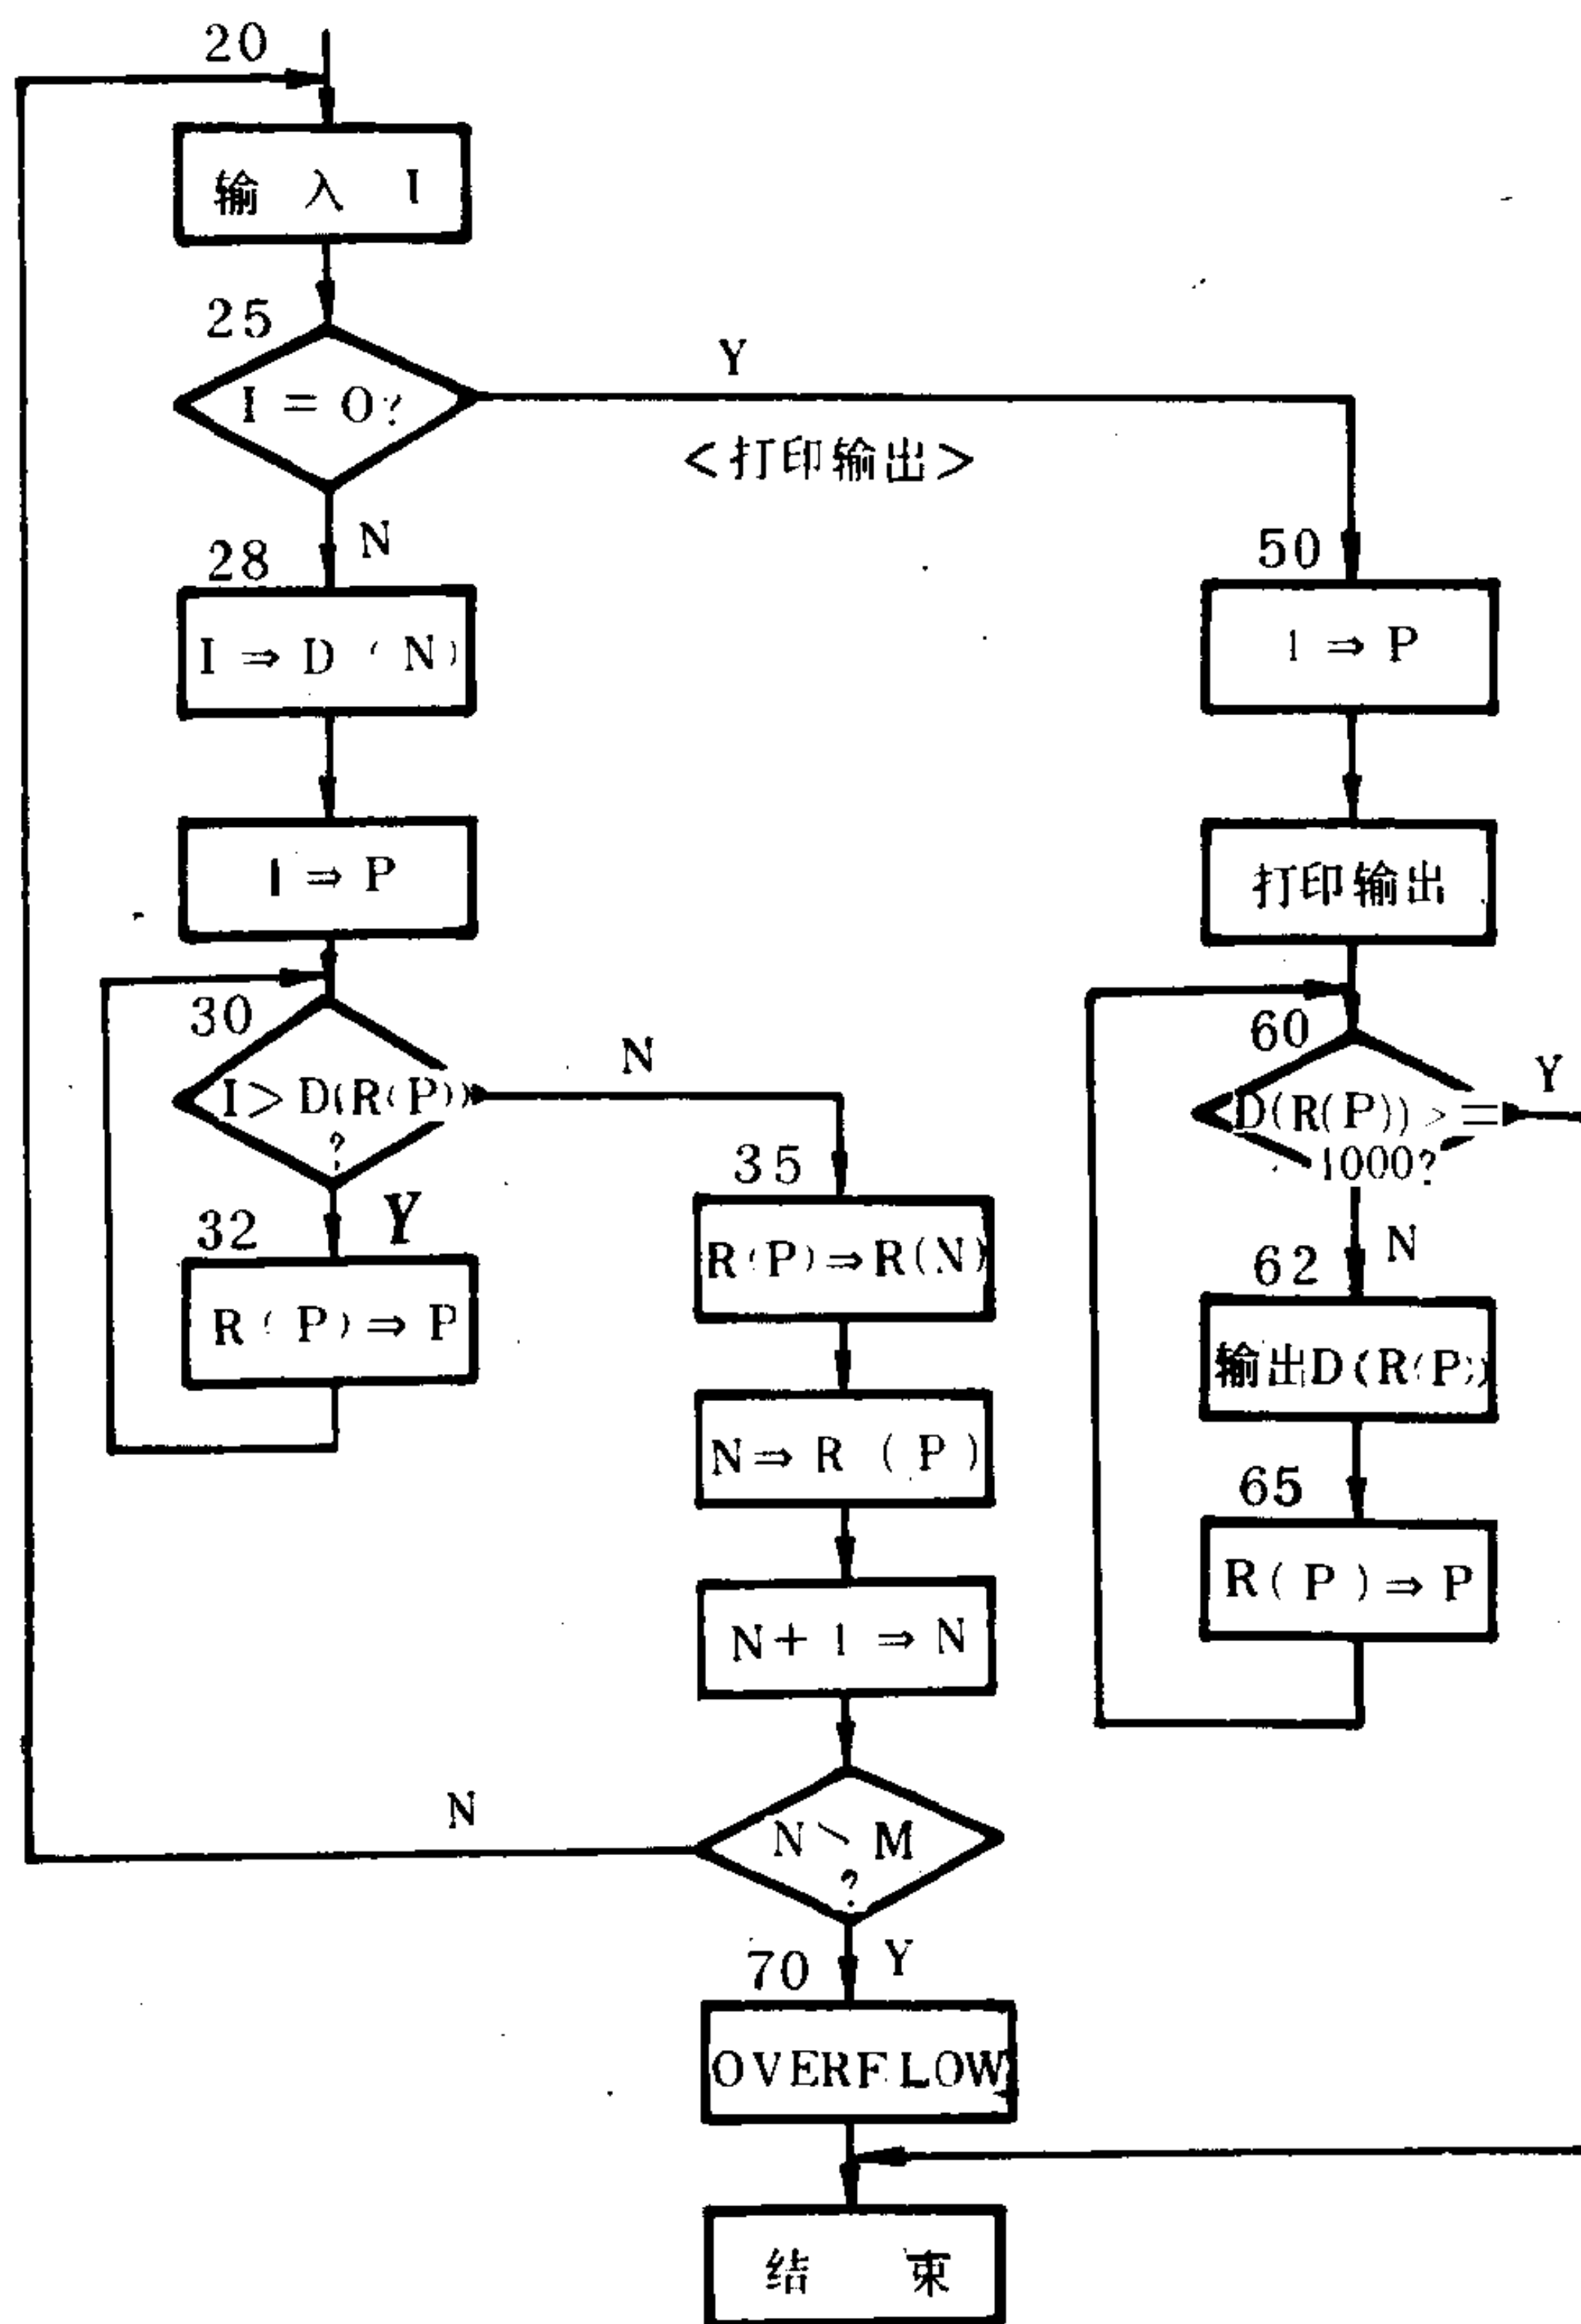 20
输 入 I
25
I = 0?
Y
<打印输出>
N
28
I ⇒ D (N)
50
1 ⇒ P
1 ⇒ P
打印输出
30
I > D(R(P))
?
N
60
<D(R(P)) > =
1000?
Y
35
R(P)⇒R(N)
32
Y
R(P)⇒P
N
62
输出D(R(P))
N⇒R(P)
65
R(P)⇒P
N+1⇒N
N
N > M
?
70
Y
OVERFLOW
结 束